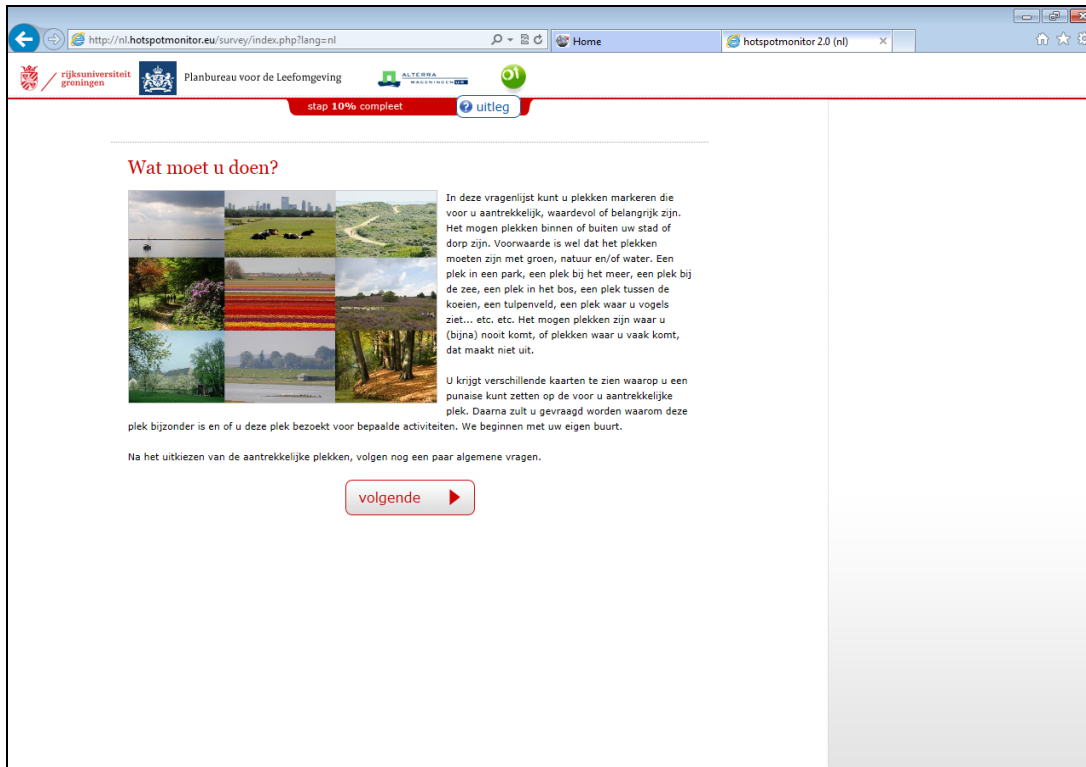 http://nl.hotspotmonitor.eu/survey/index.php?lang=nl
Home
hotspotmonitor 2.0 (nl)
rijksuniversiteit
groningen
Planbureau voor de Leefomgeving
ALTERRA
WAGENINGEN UR
stap 10% compleet
uitleg
Wat moet u doen?
In deze vragenlijst kunt u plekken markeren die
voor u aantrekkelijk, waardevol of belangrijk zijn.
Het mogen plekken binnen of buiten uw stad of
dorp zijn. Voorwaarde is wel dat het plekken
moeten zijn met groen, natuur en/of water. Een
plek in een park, een plek bij het meer, een plek bij
de zee, een plek in het bos, een plek tussen de
koeien, een tulpenveld, een plek waar u vogels
ziet... etc. etc. Het mogen plekken zijn waar u
(bijna) nooit komt, of plekken waar u vaak komt,
dat maakt niet uit.
U krijgt verschillende kaarten te zien waarop u een
punaise kunt zetten op de voor u aantrekkelijke
plek. Daarna zult u gevraagd worden waarom deze
plek bijzonder is en of u deze plek bezoekt voor bepaalde activiteiten. We beginnen met uw eigen buurt.
Na het uitkiezen van de aantrekkelijke plekken, volgen nog een paar algemene vragen.
volgende